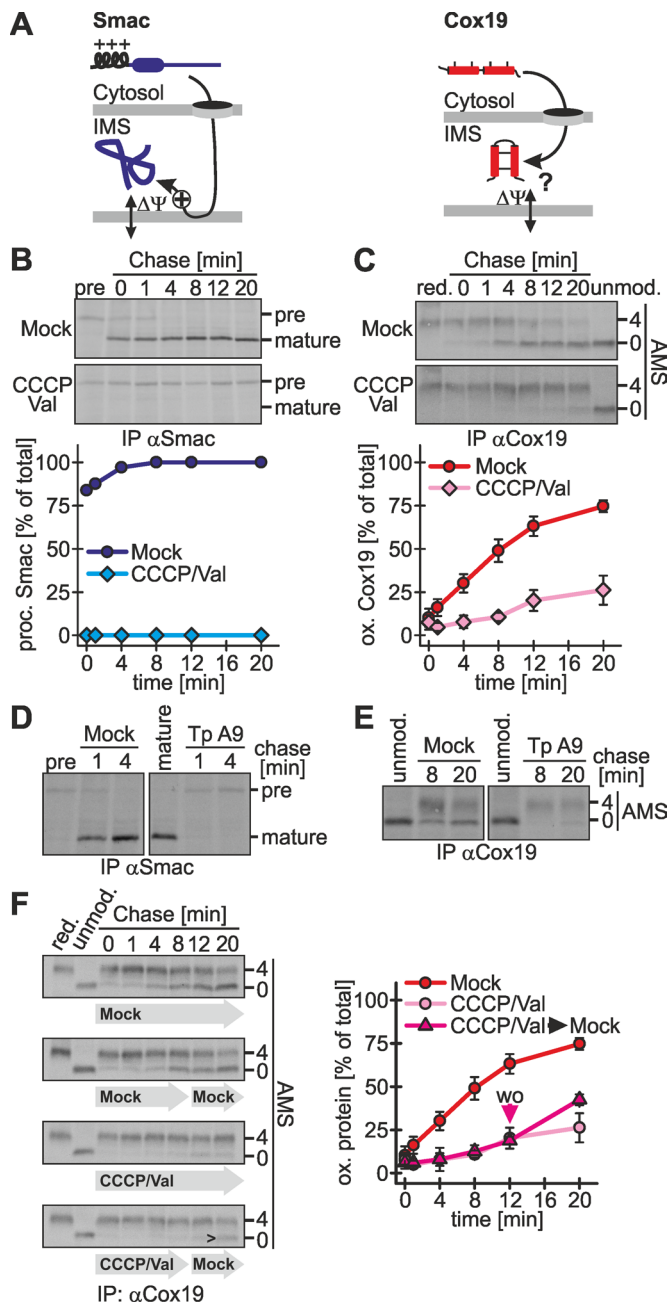 A
Smac
Cox19
+++
Cytosol
IMS
ΔΨ
+
Cytosol
IMS
?
ΔΨ
B
Chase [min]
pre 0 1 4 8 12 20
Mock
pre
mature
CCCP
Val
pre
mature
IP αSmac
proc. Smac [% of total]
100
75
50
25
0
Mock
CCCP/Val
0 4 8 12 16 20
time [min]
C
Chase [min]
red. 0 1 4 8 12 20 unmod.
Mock
4
0
CCCP
Val
4
0
AMS
IP αCox19
ox. Cox19 [% of total]
100
75
50
25
0
Mock
CCCP/Val
0 4 8 12 16 20
time [min]
D
Mock
mature
Tp A9
pre 1 4 1 4
chase
[min]
pre
mature
IP αSmac
E
unmod.
Mock
unmod.
Tp A9
8 20 8 20
chase
[min]
4
0
AMS
IP αCox19
F
red.
unmod.
Chase [min]
0 1 4 8 12 20
4
0
Mock
4
0
Mock Mock
4
0
CCCP/Val
4
> 0
CCCP/Val Mock
AMS
IP: αCox19
ox. protein [% of total]
100
75
50
25
0
Mock
CCCP/Val
CCCP/Val ► Mock
wo
0 4 8 12 16 20
time [min]